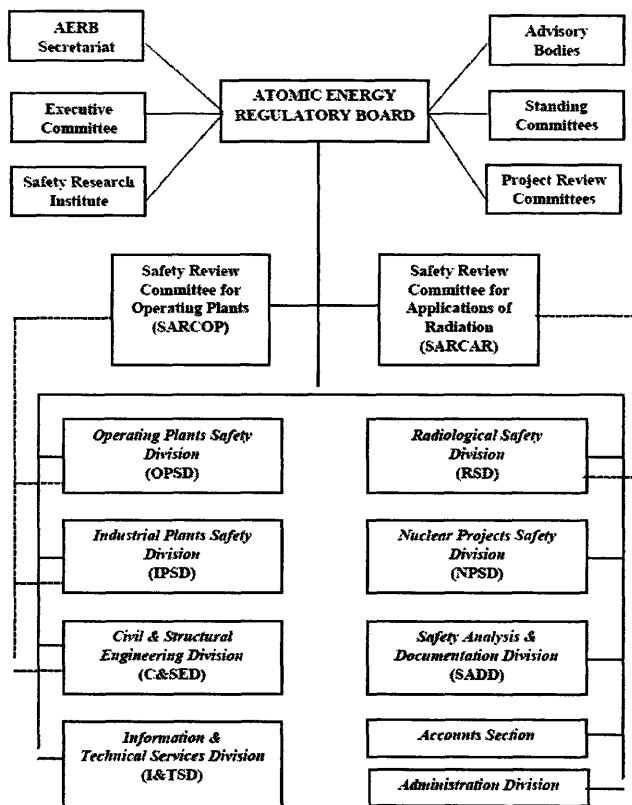 AERB
Secretariat
Executive
Committee
Safety Research
Institute
ATOMIC ENERGY
REGULATORY BOARD
Advisory
Bodies
Standing
Committees
Project Review
Committees
Safety Review
Committee for
Operating Plants
(SARCOP)
Safety Review
Committee for
Applications of
Radiation
(SARCAR)
Operating Plants Safety
Division
(OPSD)
Industrial Plants Safety
Division
(IPSD)
Civil & Structural
Engineering Division
(C&SED)
Information &
Technical Services Division
(I&TSD)
Radiological Safety
Division
(RSD)
Nuclear Projects Safety
Division
(NPSD)
Safety Analysis &
Documentation Division
(SADD)
Accounts Section
Administration Division